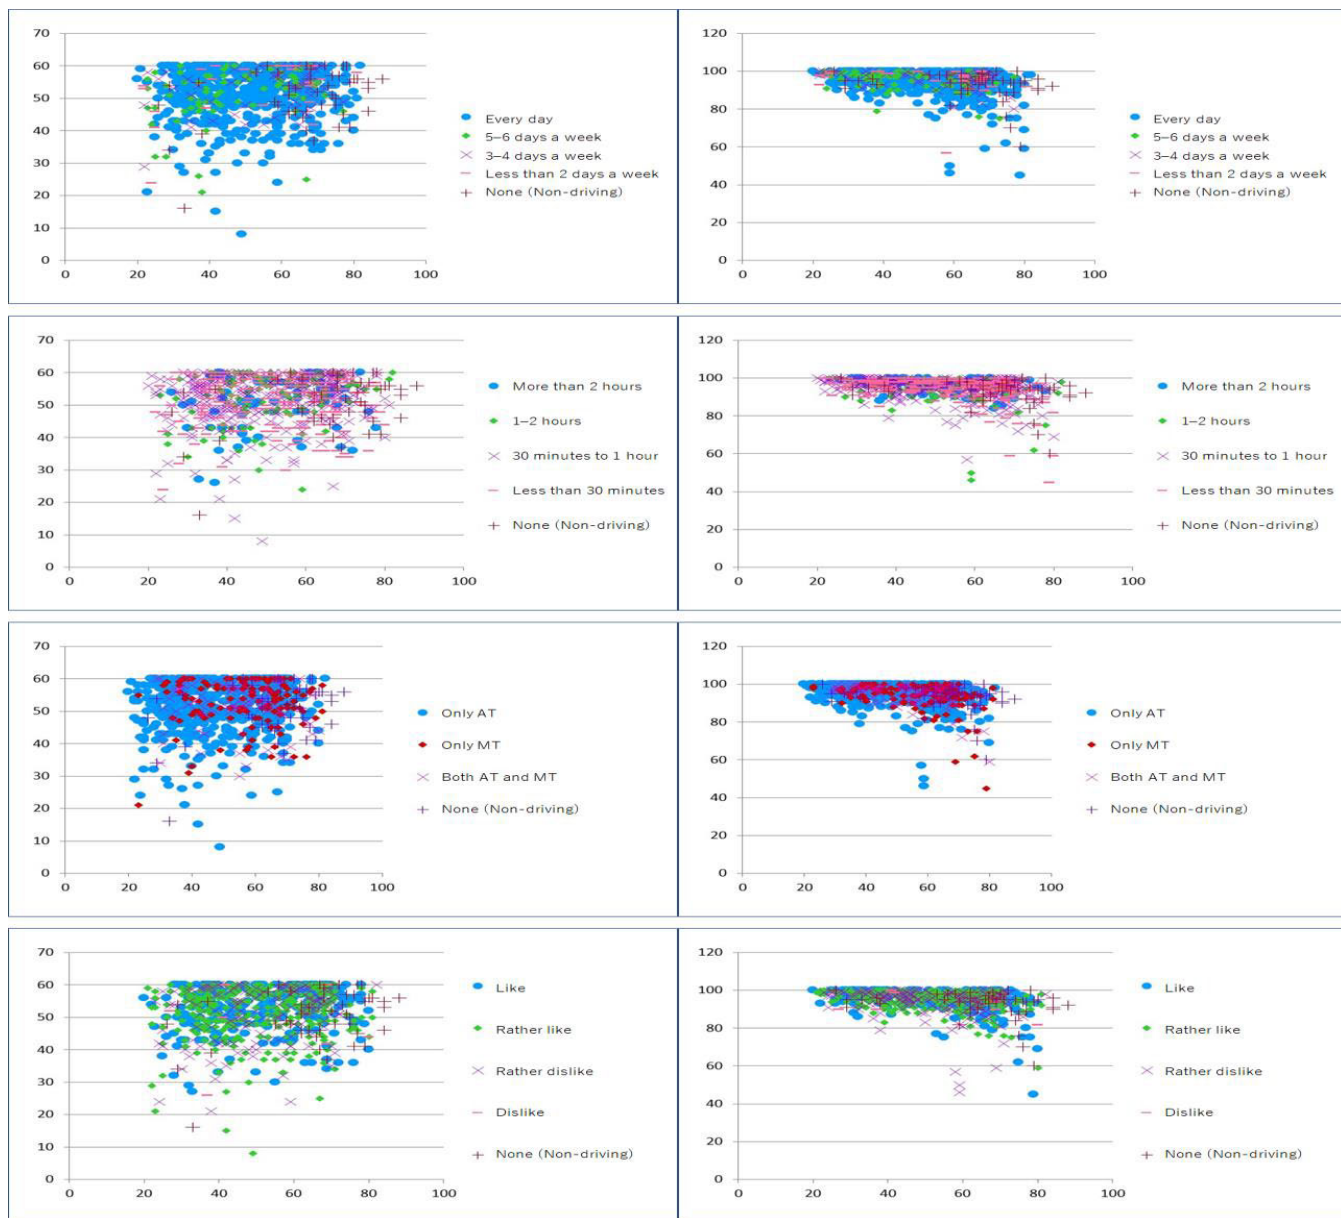 70
60
50
40
30
20
10
0
0 20 40 60 80 100
Every day
5–6 days a week
3–4 days a week
Less than 2 days a week
None (Non-driving)
120
100
80
60
40
20
0
0 20 40 60 80 100
Every day
5–6 days a week
3–4 days a week
Less than 2 days a week
None (Non-driving)
70
60
50
40
30
20
10
0
0 20 40 60 80 100
More than 2 hours
1–2 hours
30 minutes to 1 hour
Less than 30 minutes
None (Non-driving)
120
100
80
60
40
20
0
0 20 40 60 80 100
More than 2 hours
1–2 hours
30 minutes to 1 hour
Less than 30 minutes
None (Non-driving)
70
60
50
40
30
20
10
0
0 20 40 60 80 100
Only AT
Only MT
Both AT and MT
None (Non-driving)
120
100
80
60
40
20
0
0 20 40 60 80 100
Only AT
Only MT
Both AT and MT
None (Non-driving)
70
60
50
40
30
20
10
0
0 20 40 60 80 100
Like
Rather like
Rather dislike
Dislike
None (Non-driving)
120
100
80
60
40
20
0
0 20 40 60 80 100
Like
Rather like
Rather dislike
Dislike
None (Non-driving)